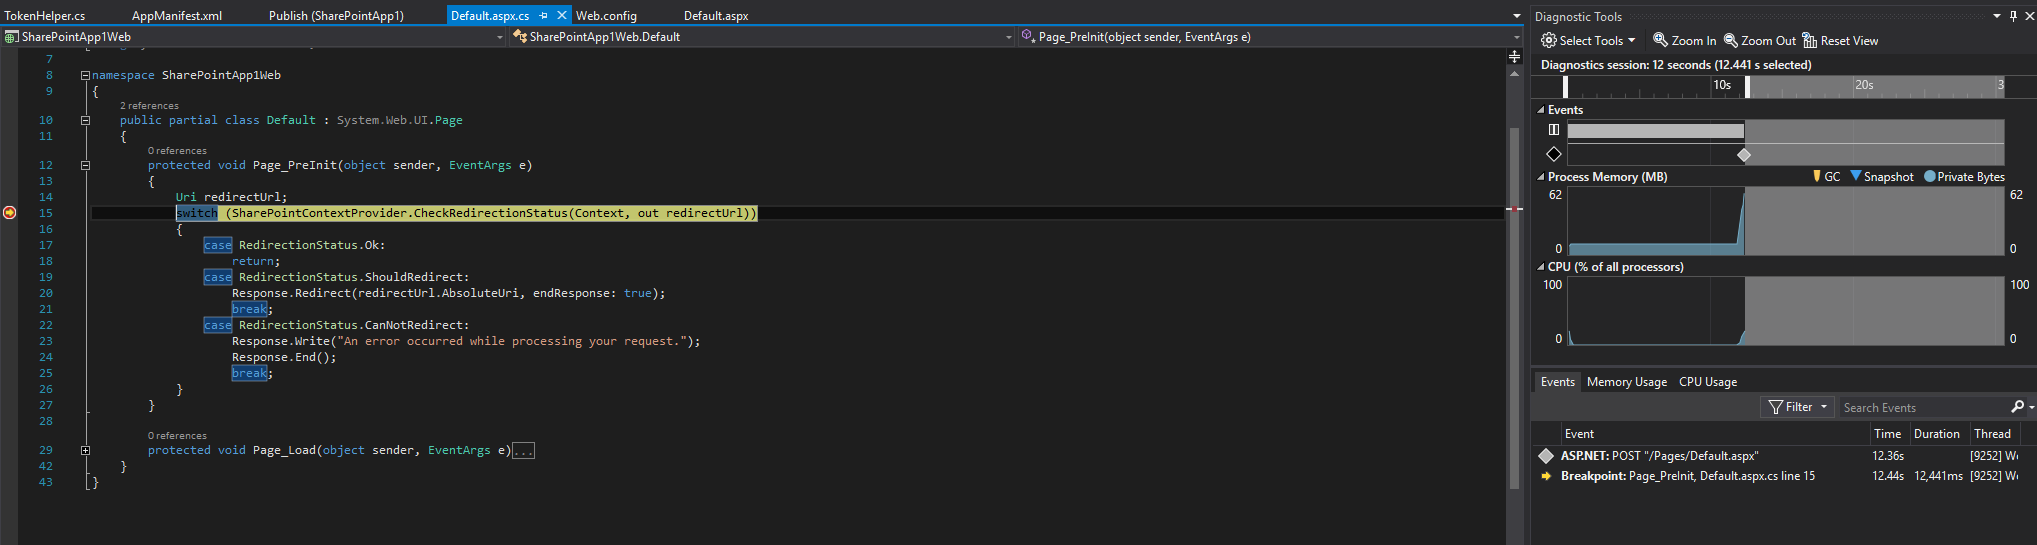 TokenHelper.cs AppManifest.xml Publish (SharePointApp1) Default.aspx.cs Web.config Default.aspx
SharePointApp1Web SharePointApp1Web.Default Page_PreInit(object sender, EventArgs e)
7
8 namespace SharePointApp1Web
9 {
2 references
10 public partial class Default : System.Web.UI.Page
11 {
0 references
12 protected void Page_PreInit(object sender, EventArgs e)
13 {
14 Uri redirectUrl;
15 switch (SharePointContextProvider.CheckRedirectionStatus(Context, out redirectUrl))
16 {
17 case RedirectionStatus.Ok:
18 return;
19 case RedirectionStatus.ShouldRedirect:
20 Response.Redirect(redirectUrl.AbsoluteUri, endResponse: true);
21 break;
22 case RedirectionStatus.CanNotRedirect:
23 Response.Write("An error occurred while processing your request.");
24 Response.End();
25 break;
26 }
27 }
28
0 references
29 protected void Page_Load(object sender, EventArgs e)...
42 }
43 }
Diagnostic Tools
Select Tools Zoom In Zoom Out Reset View
Diagnostics session: 12 seconds (12.441 s selected)
10s 20s 3
Events
Process Memory (MB) GC Snapshot Private Bytes
62 62
0 0
CPU (% of all processors)
100 100
0 0
Events Memory Usage CPU Usage
Filter Search Events
Event Time Duration Thread
ASP.NET: POST "/Pages/Default.aspx" 12.36s [9252] W
Breakpoint: Page_PreInit, Default.aspx.cs line 15 12.44s 12,441ms [9252] W